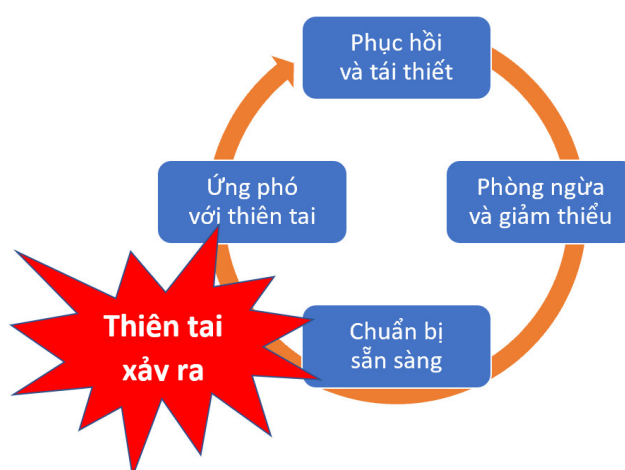 Phục hồi
và tái thiết
Ứng phó
với thiên tai
Phòng ngừa
và giảm thiểu
Thiên tai
xảy ra
Chuẩn bị
sẵn sàng